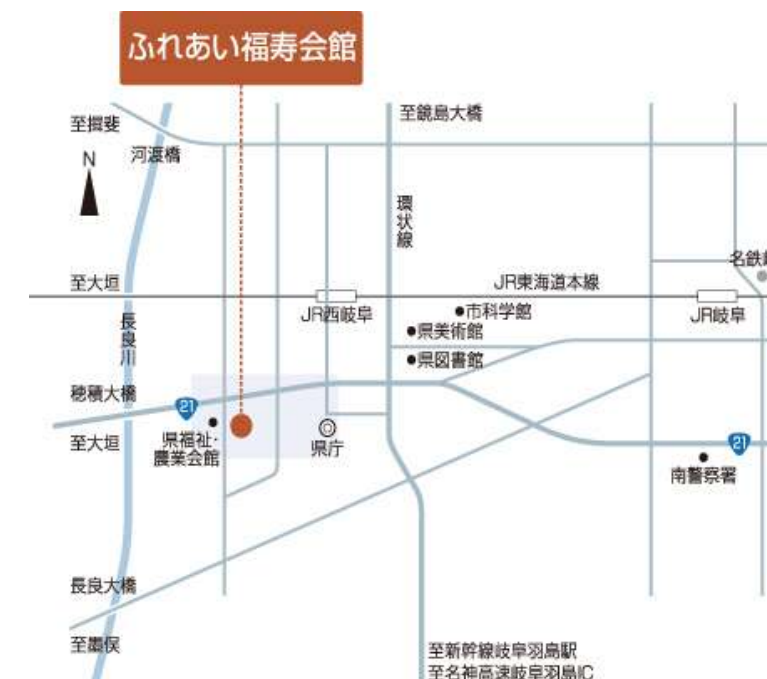 ふれあい福寿会館
至鏡島大橋
至揖斐
N
河渡橋
環状線
名鉄
至大垣
JR東海道本線
市科学館
JR西岐阜
JR岐阜
長良川
県美術館
県図書館
穂積大橋
21
至大垣
県福祉・
農業会館
県庁
21
南警察署
長良大橋
至墨俣
至新幹線岐阜羽島駅
至名神高速岐阜羽島IC